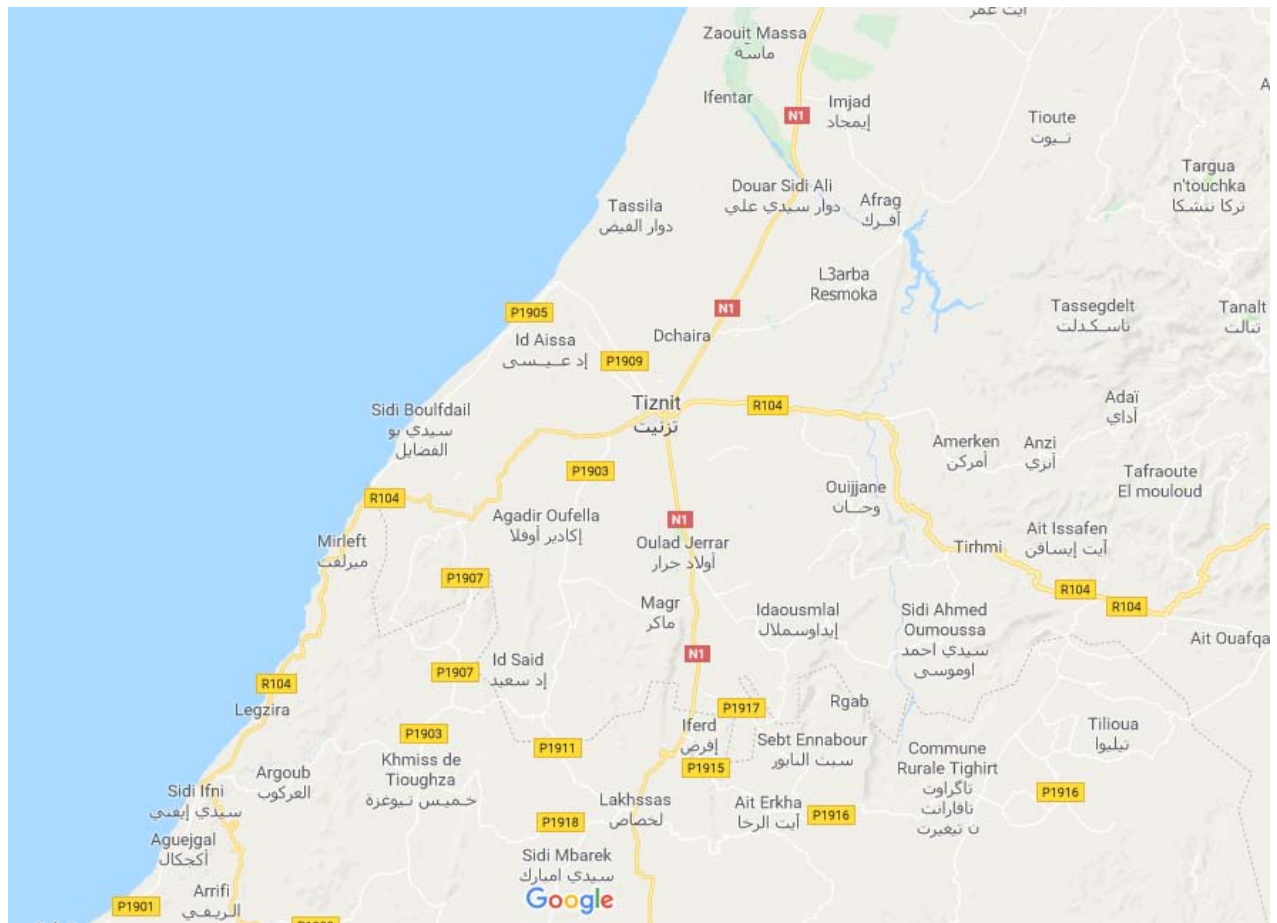 آيت عمر
Zaouit Massa
ماسة
Ifentar
Imjad
إيمجاد
N1
Tioute
تيوت
Targua
n'touchka
تركا نتشكا
Douar Sidi Ali
دوار سيدي علي
Afrag
أفرك
Tassila
دوار الفيض
L3arba
Resmoka
P1905
N1
Tassegdelt
تاسكدلت
Tanalt
تنالت
Id Aissa
إد عيسى
Dchaira
P1909
Tiznit
تزنيت
R104
Sidi Boulfdail
سيدي بو
الفضايل
Adaï
أداي
Amerken
أمركن
Anzi
أنزي
P1903
Tafraoute
El mouloud
R104
Ouijjane
وجان
Agadir Oufella
إكادير أوفلا
N1
Ait Issafen
آيت إيسافن
Mirleft
ميرلفت
Oulad Jerrar
أولاد جرار
Tirhmi
P1907
R104
R104
Magr
ماكر
Idaousmlal
إيداوسملال
Sidi Ahmed
Oumoussa
سيدي احمد
اوموسى
Ait Ouafqa
N1
Id Said
إد سعيد
P1907
R104
Legzira
P1917
Rgab
Iferd
إفرض
Tilioua
تيليوا
P1903
P1911
Sebt Ennabour
سبت النابور
Khmiss de
Tioughza
خميس تيوغزة
Commune
Rurale Tighirt
تاگراوت
تافارانت
ن تيغيرت
P1915
Argoub
العركوب
Sidi Ifni
سيدي إيفني
Lakhssas
لخصاص
Ait Erkha
آيت الرخا
P1916
P1916
P1918
Aguejgal
أكجكال
Sidi Mbarek
سيدي امبارك
Arrifi
الريفي
Google
P1901